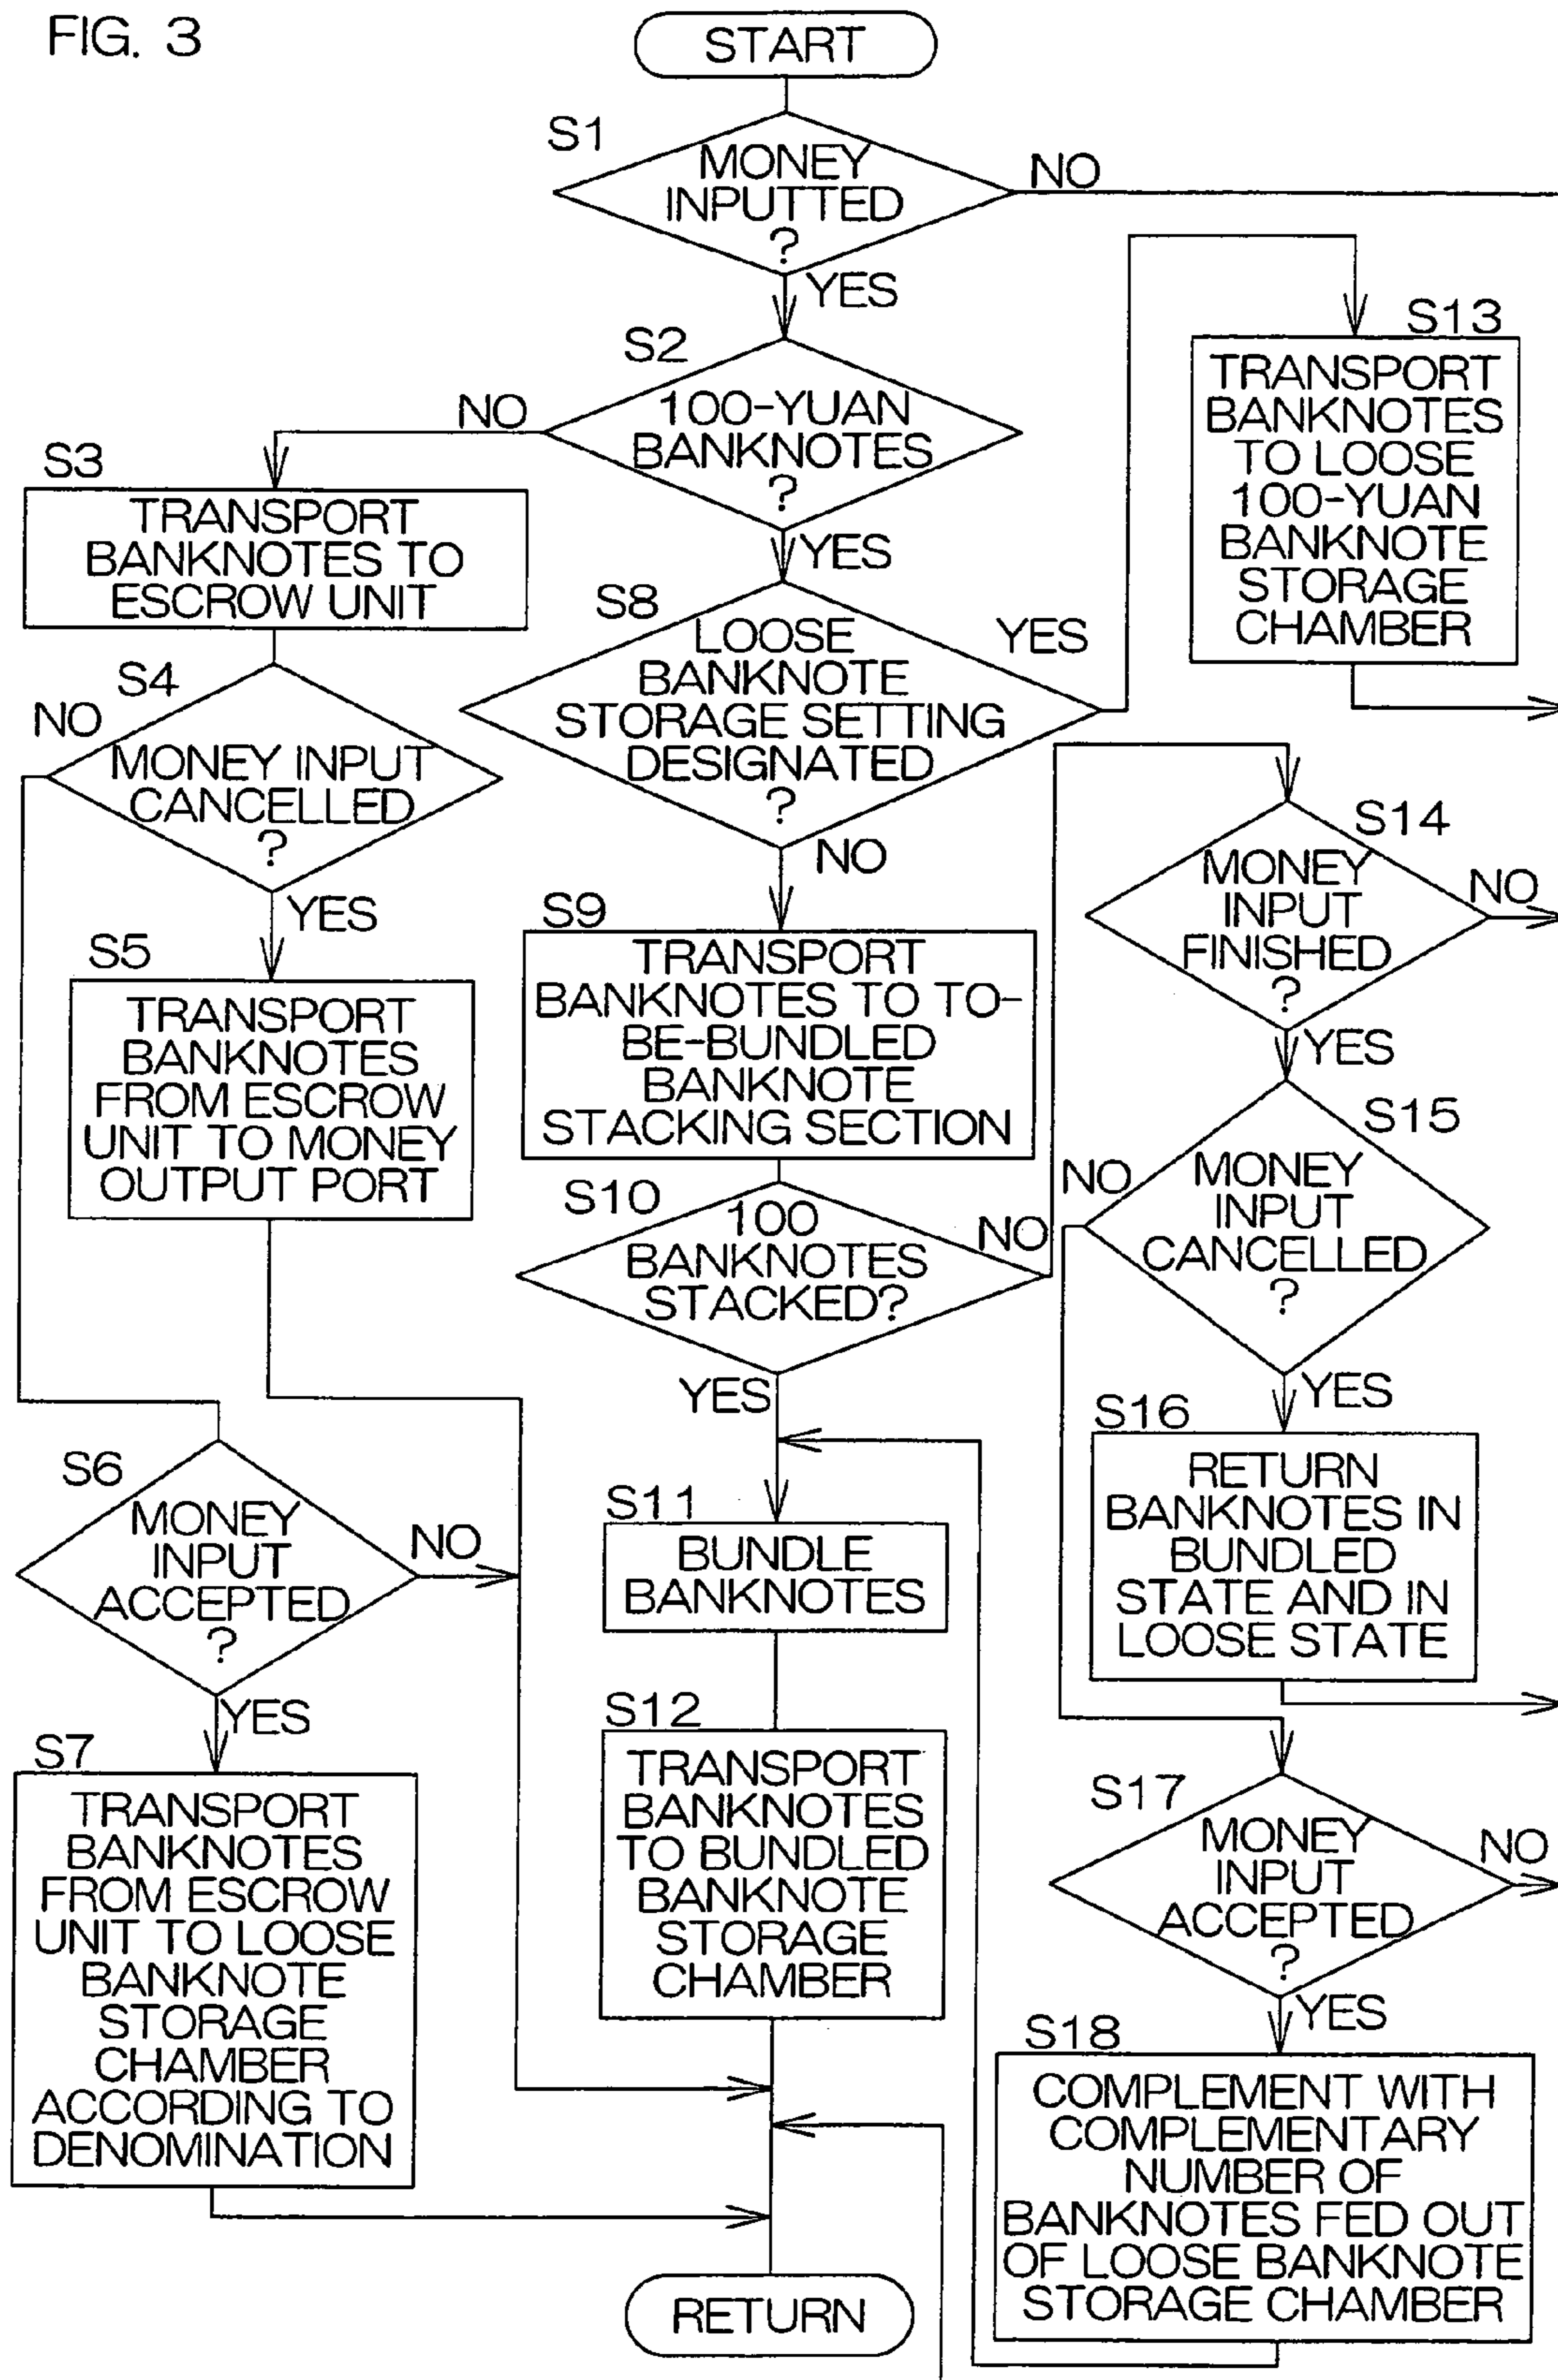 FIG. 3
START
S1
MONEY
INPUTTED
?
NO
YES
S2
100-YUAN
BANKNOTES
?
NO
YES
S3
TRANSPORT
BANKNOTES TO
ESCROW UNIT
S4
MONEY INPUT
CANCELLED
?
NO
YES
S5
TRANSPORT
BANKNOTES
FROM ESCROW
UNIT TO MONEY
OUTPUT PORT
S6
MONEY
INPUT
ACCEPTED
?
NO
YES
S7
TRANSPORT
BANKNOTES
FROM ESCROW
UNIT TO LOOSE
BANKNOTE
STORAGE
CHAMBER
ACCORDING TO
DENOMINATION
S8
LOOSE
BANKNOTE
STORAGE SETTING
DESIGNATED
?
YES
NO
S9
TRANSPORT
BANKNOTES TO TO-
BE-BUNDLED
BANKNOTE
STACKING SECTION
S10
100
BANKNOTES
STACKED?
NO
YES
S11
BUNDLE
BANKNOTES
S12
TRANSPORT
BANKNOTES
TO BUNDLED
BANKNOTE
STORAGE
CHAMBER
RETURN
S13
TRANSPORT
BANKNOTES
TO LOOSE
100-YUAN
BANKNOTE
STORAGE
CHAMBER
S14
MONEY
INPUT
FINISHED
?
NO
YES
S15
MONEY
INPUT
CANCELLED
?
NO
YES
S16
RETURN
BANKNOTES IN
BUNDLED
STATE AND IN
LOOSE STATE
S17
MONEY
INPUT
ACCEPTED
?
NO
YES
S18
COMPLEMENT WITH
COMPLEMENTARY
NUMBER OF
BANKNOTES FED OUT
OF LOOSE BANKNOTE
STORAGE CHAMBER